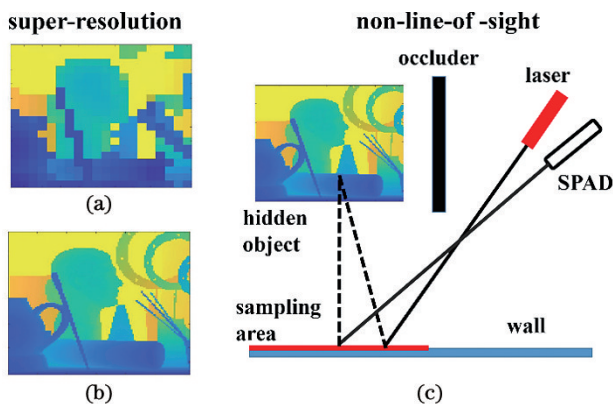 super-resolution
(a)
(b)
non-line-of -sight
occluder
laser
SPAD
hidden
object
sampling
area
wall
(c)